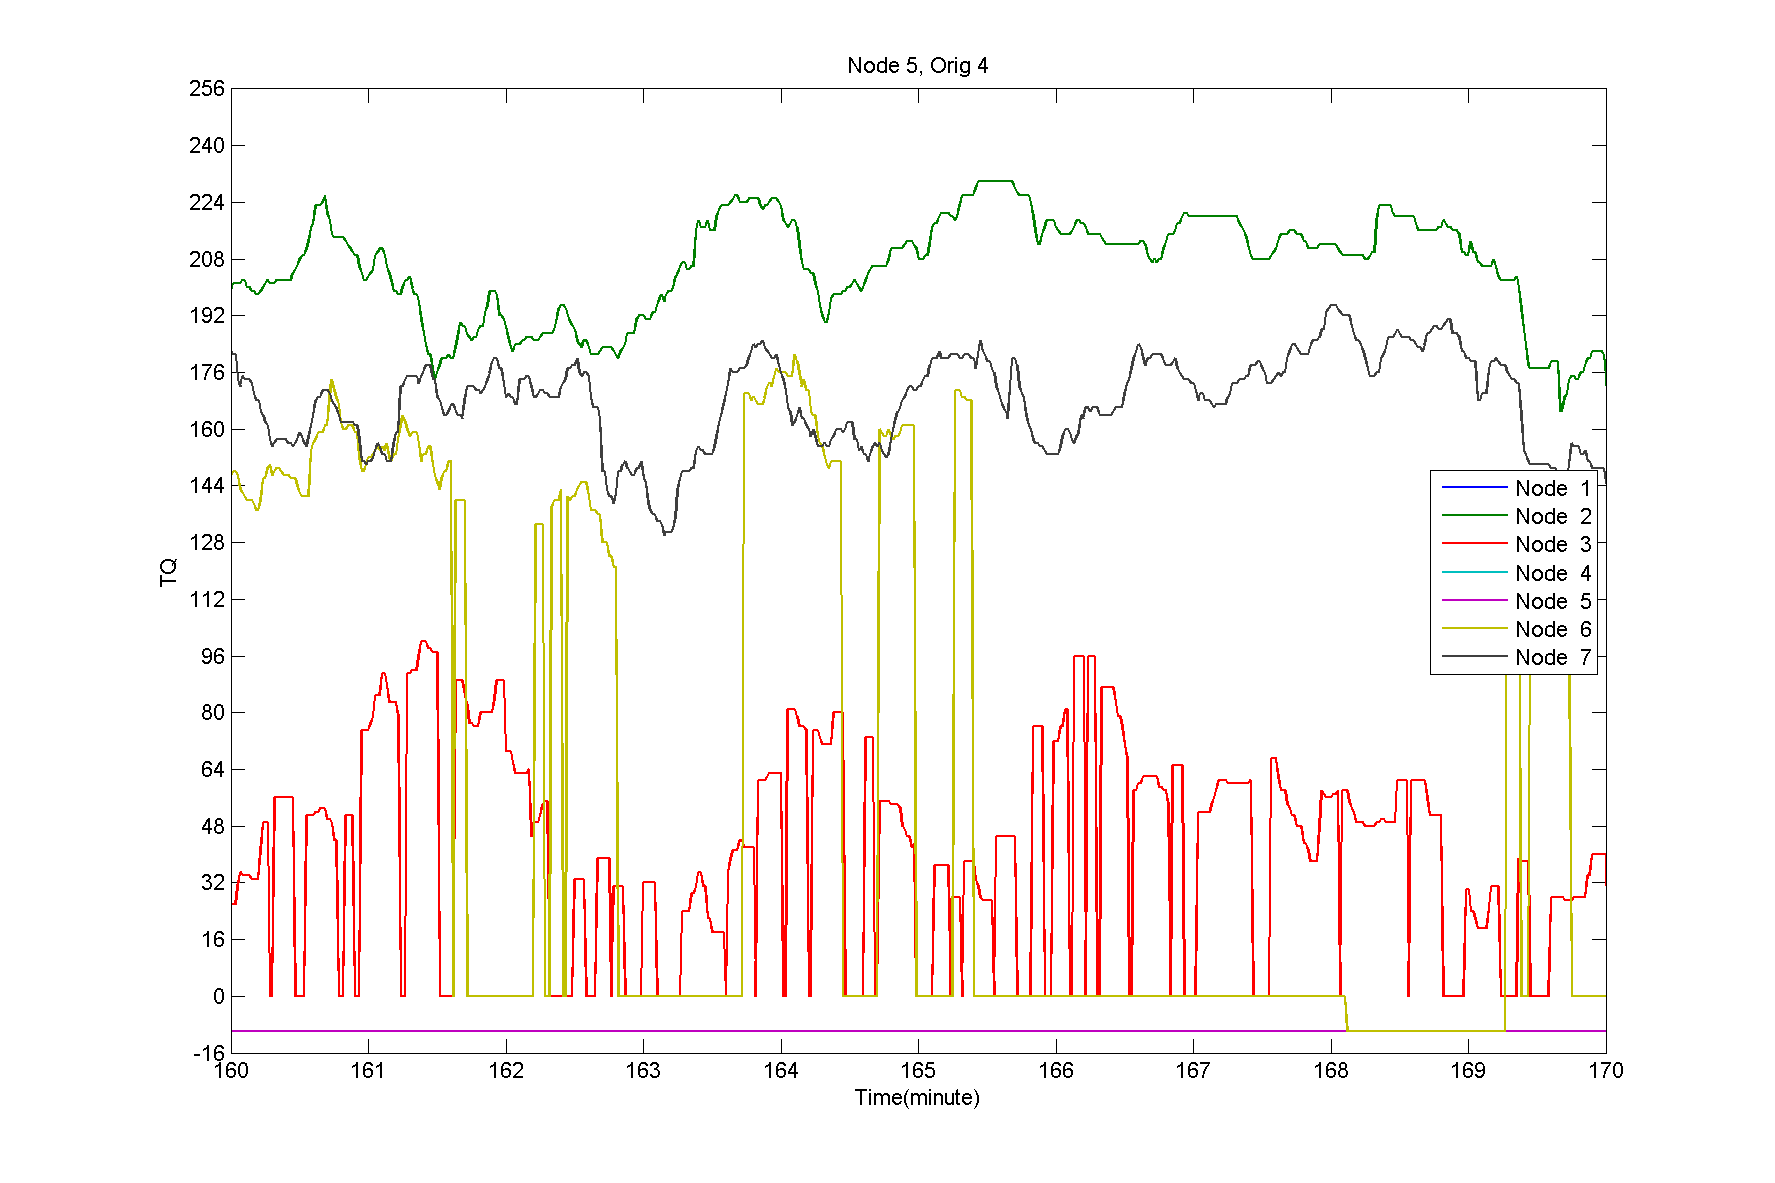 Node 5, Orig 4
256
240
224
208
192
176
160
144
128
112
96
80
64
48
32
16
0
-16
TQ
160 161 162 163 164 165 166 167 168 169 170
Time(minute)
Node 1
Node 2
Node 3
Node 4
Node 5
Node 6
Node 7